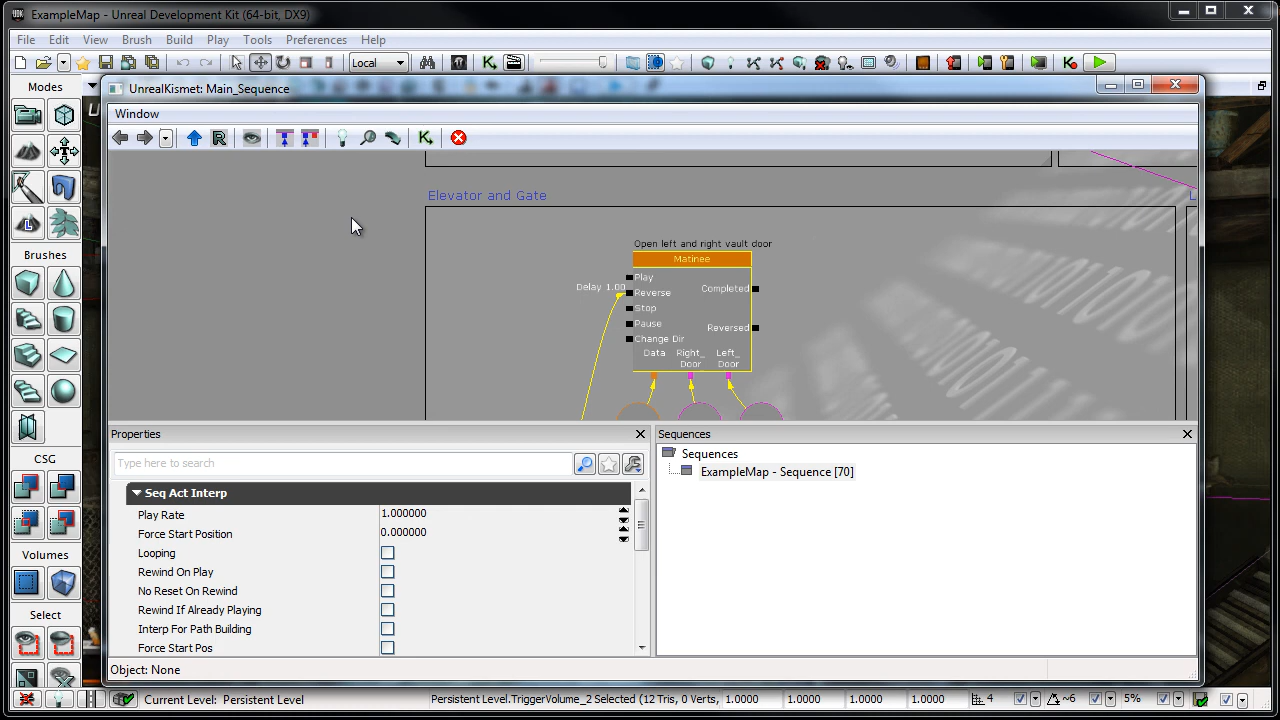 ExampleMap - Unreal Development Kit (64-bit, DX9)
File Edit View Brush Build Play Tools Preferences Help
Local
Modes
UnrealKismet: Main_Sequence
Window
R
K
Elevator and Gate
L
Open left and right vault door
Matinee
Play
Delay 1.00
Reverse
Completed
Stop
Pause
Reversed
Change Dir
Data Right_ Left_
Door Door
Brushes
CSG
Volumes
Select
Properties
Type here to search
Seq Act Interp
Play Rate 1.000000
Force Start Position 0.000000
Looping
Rewind On Play
No Reset On Rewind
Rewind If Already Playing
Interp For Path Building
Force Start Pos
Sequences
Sequences
ExampleMap - Sequence [70]
Object: None
Current Level: Persistent Level
Persistent Level.TriggerVolume_2 Selected (12 Tris, 0 Verts, 1.0000 1.0000 1.0000 1.0000 4 ~6 5%